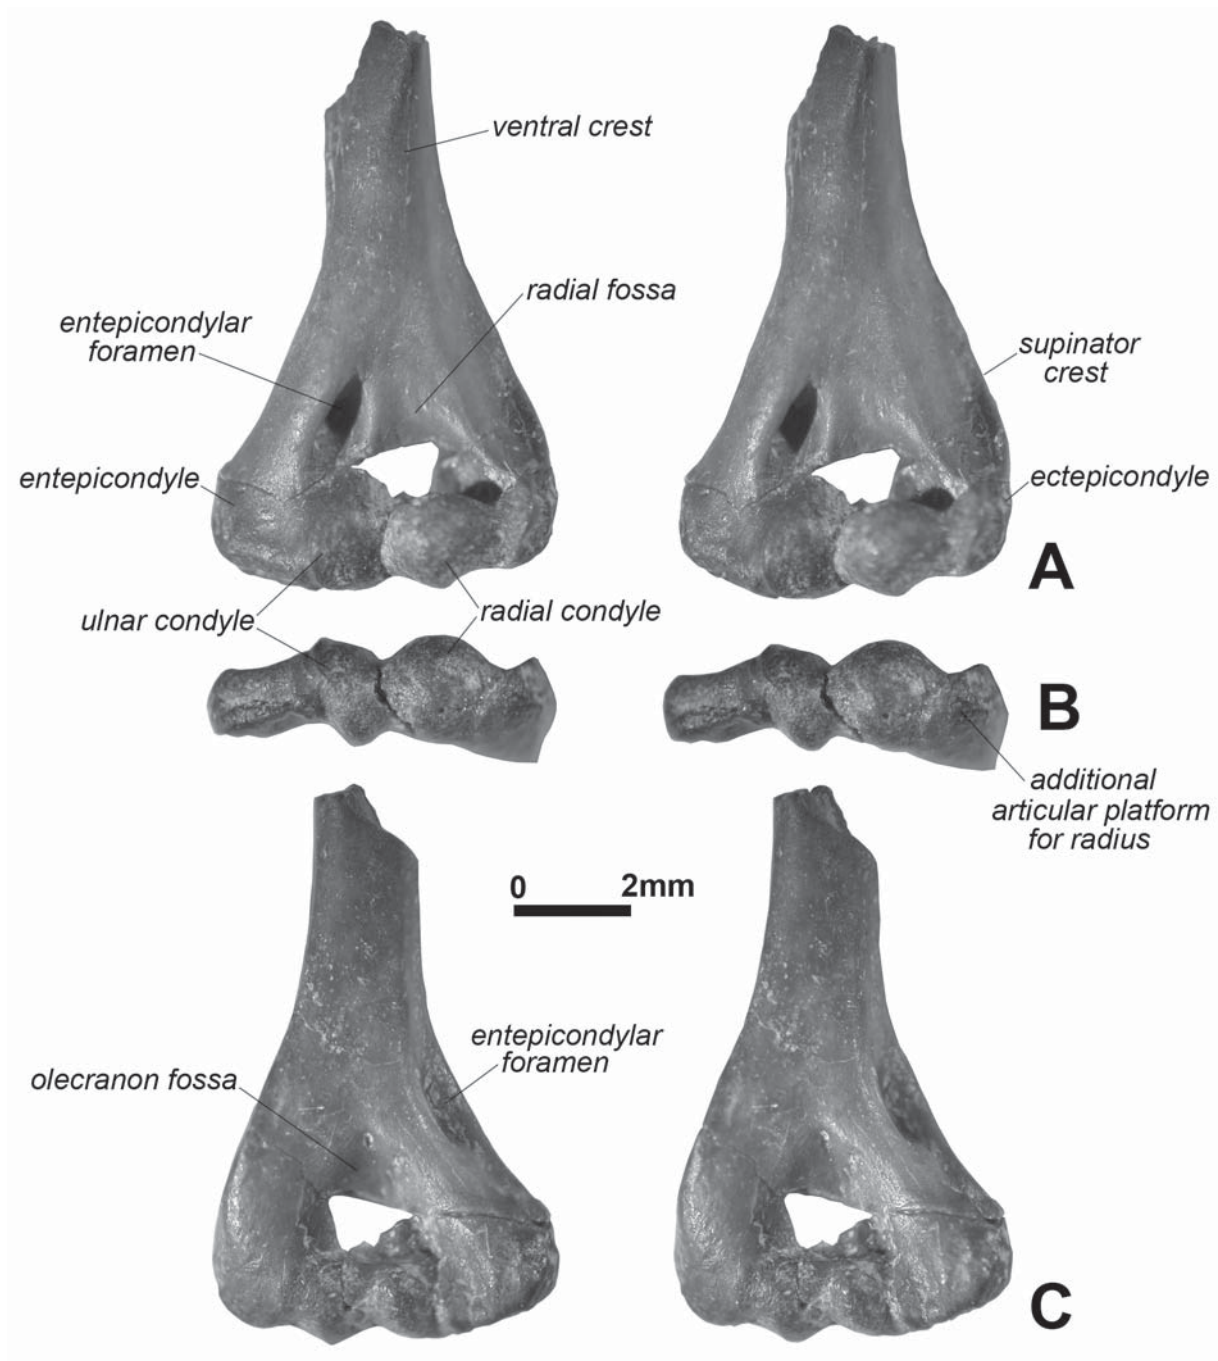 ventral crest
radial fossa
entepicondylar
foramen
supinator
crest
entepicondyle
ectepicondyle
A
ulnar condyle
radial condyle
B
additional
articular platform
for radius
0 2mm
entepicondylar
foramen
olecranon fossa
C